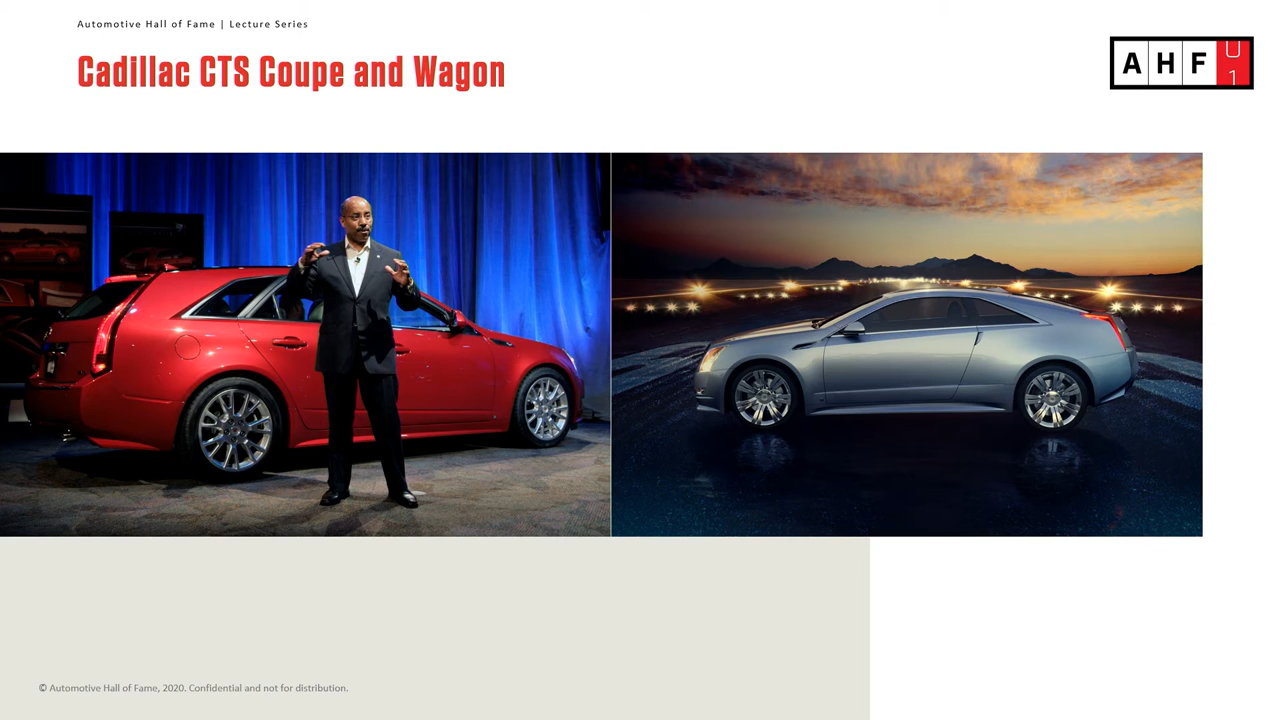 Automotive Hall of Fame | Lecture Series
Cadillac CTS Coupe and Wagon
A H F U 1
© Automotive Hall of Fame, 2020. Confidential and not for distribution.